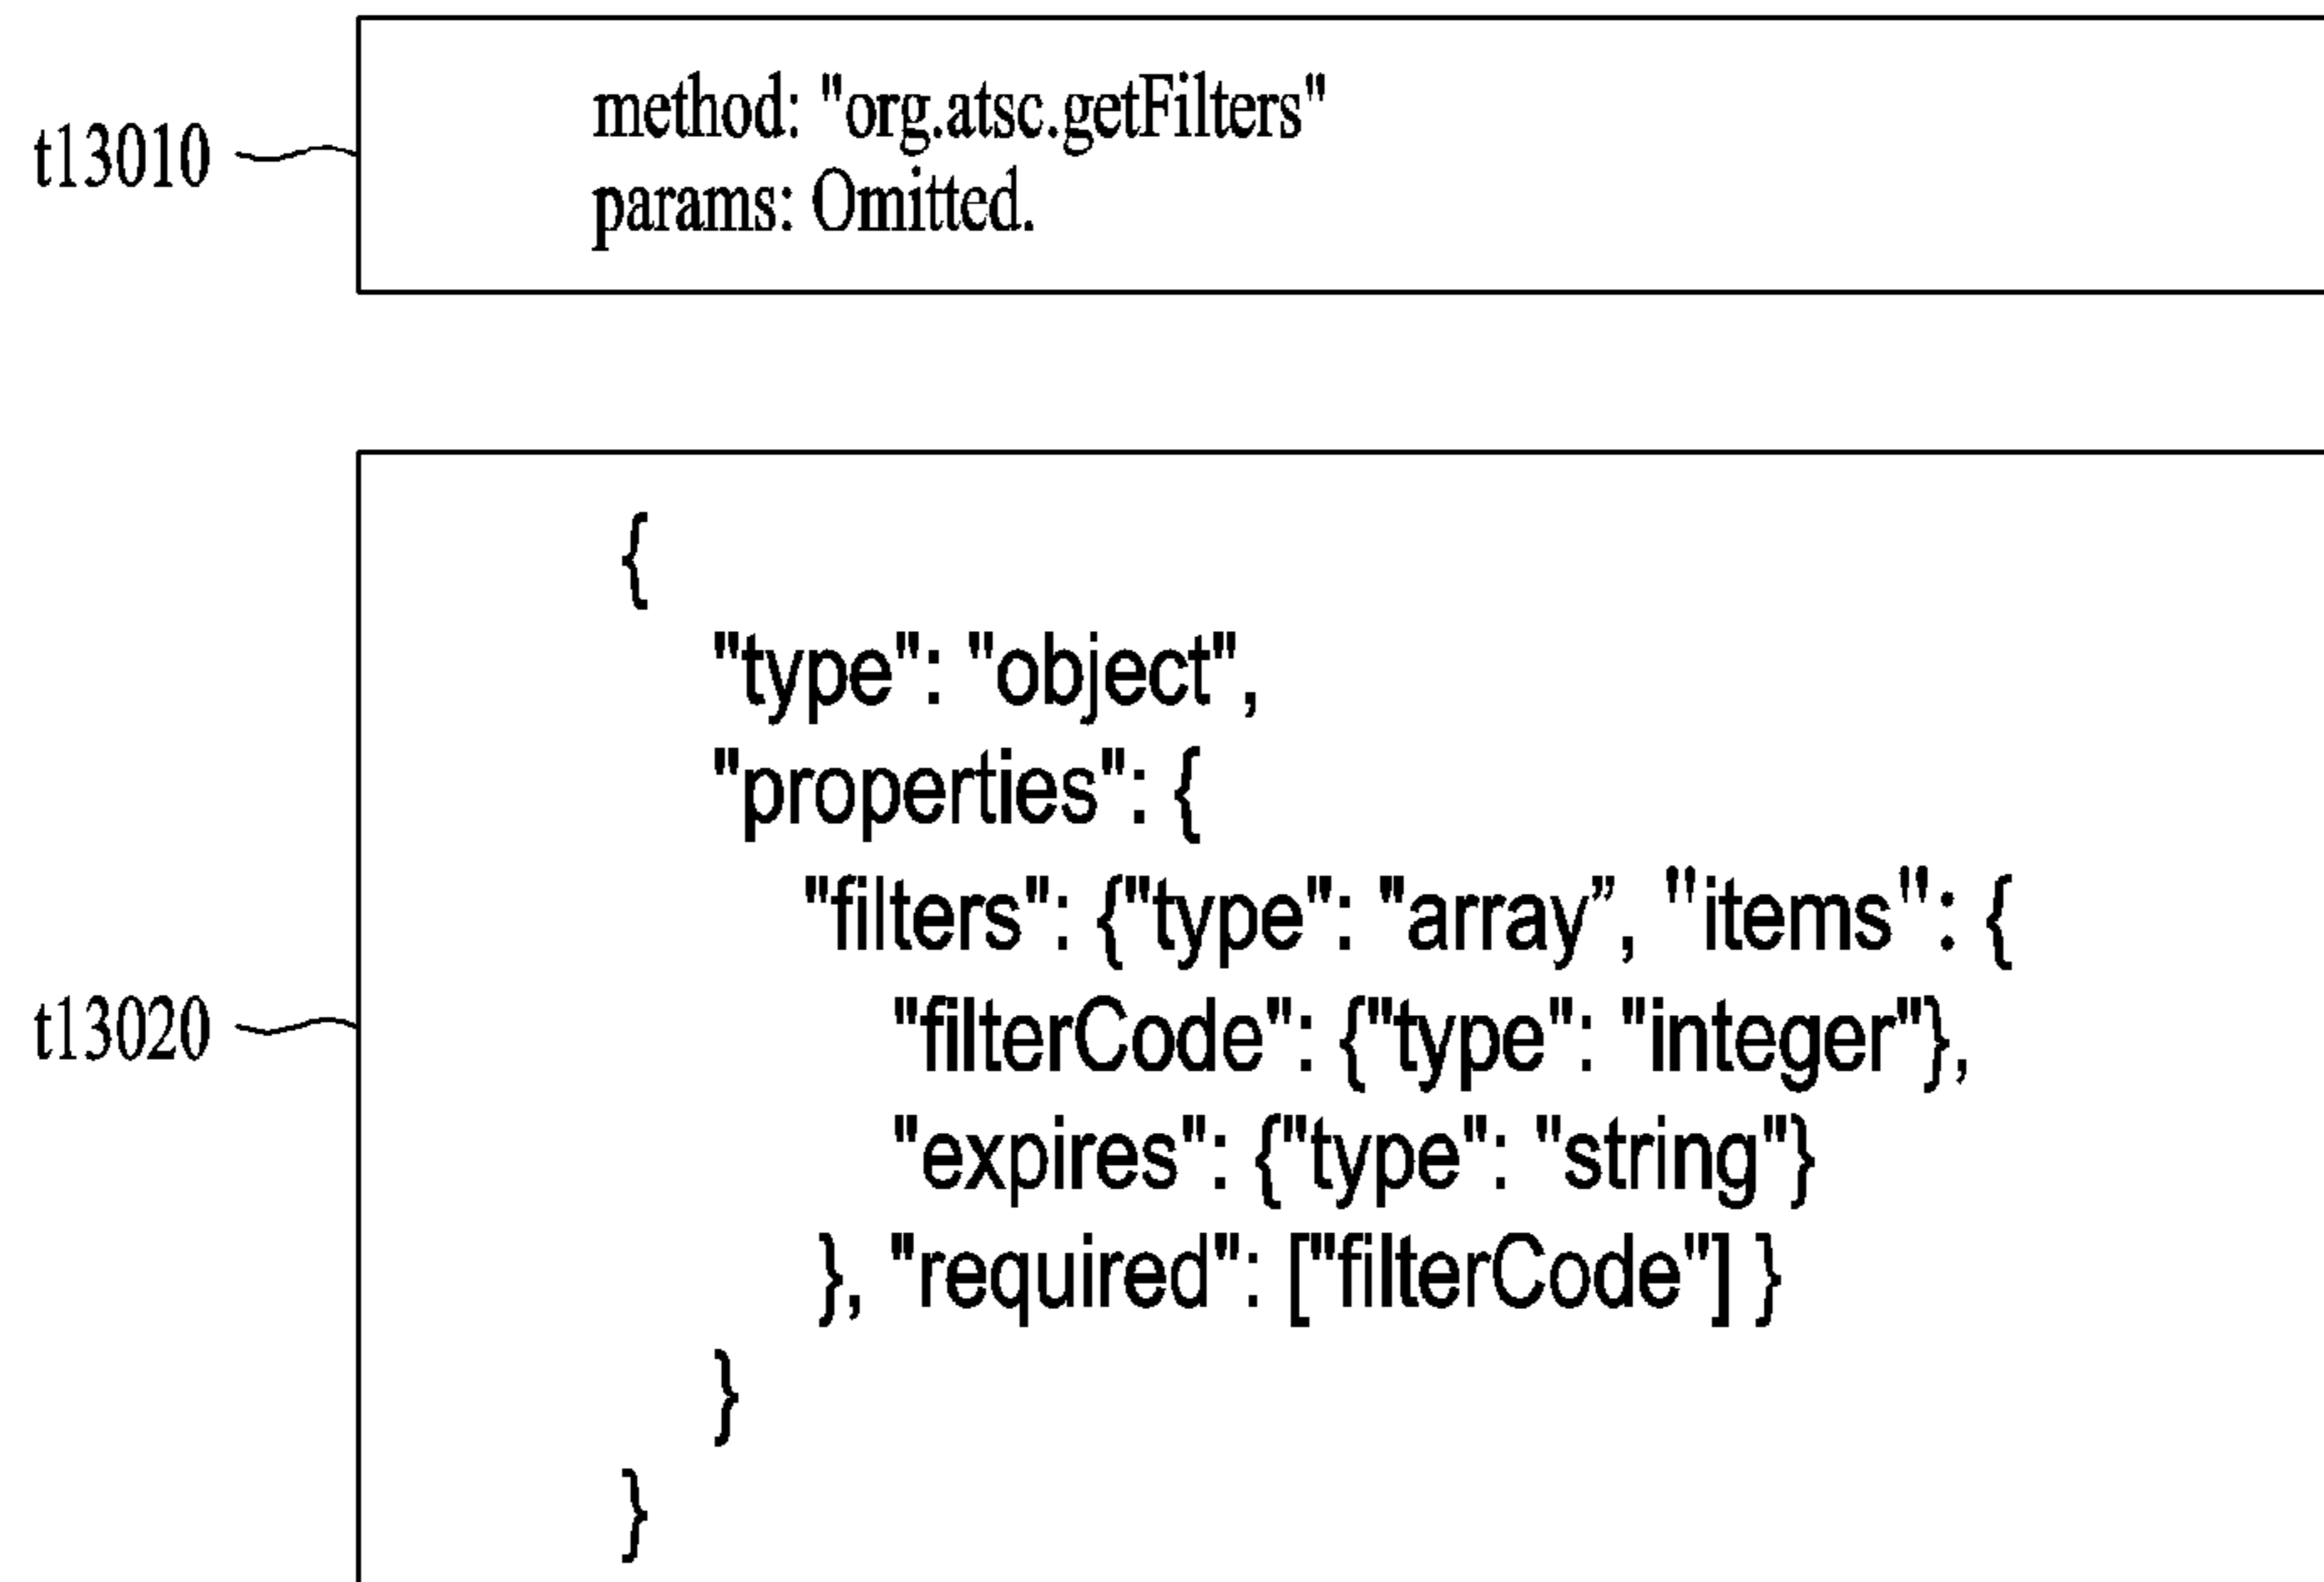 t13010
method: "org.atsc.getFilters"
params: Omitted.
t13020
{
"type": "object",
"properties": {
"filters": {"type": "array”, "items": {
"filterCode": {"type": "integer"},
"expires": {"type": "string"}
}, "required": ["filterCode"] }
}
}